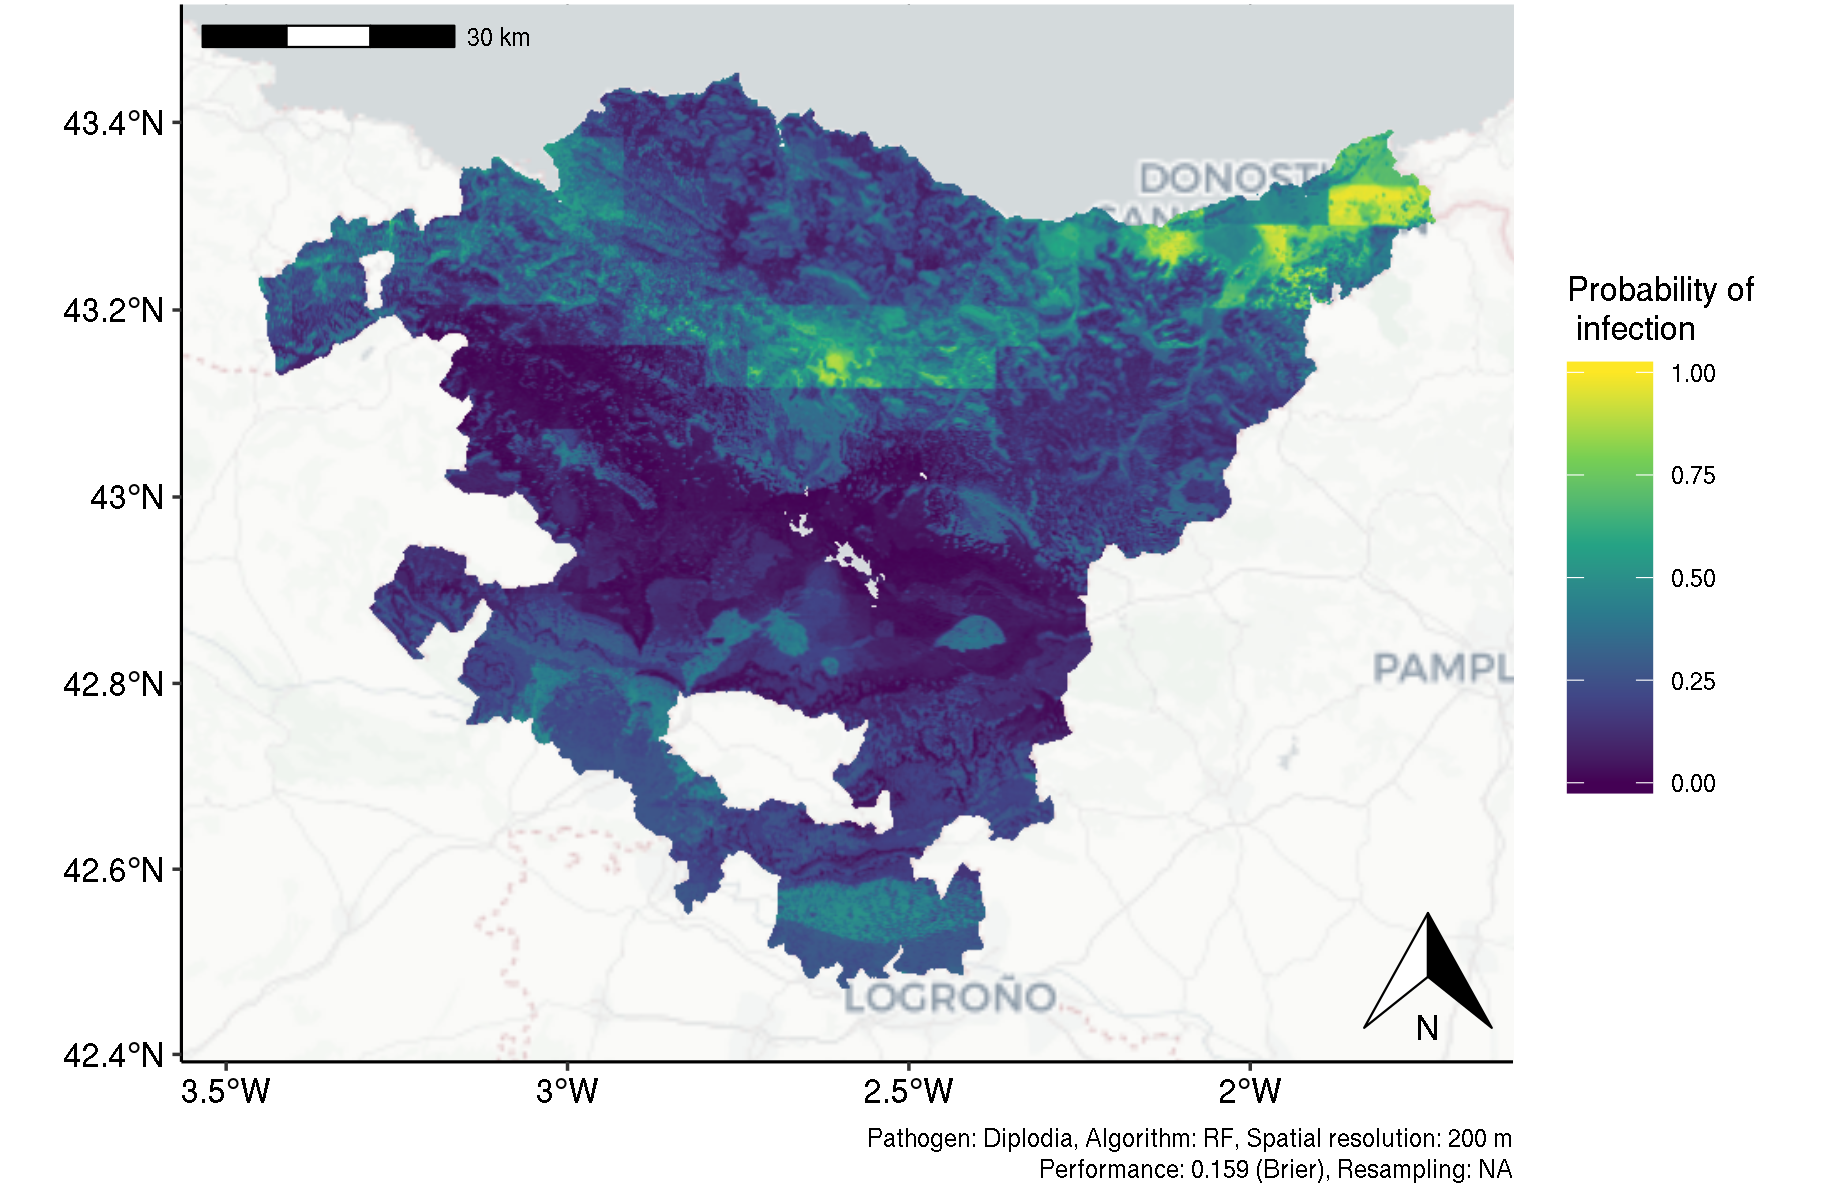 30 km
43.4°N
43.2°N
43°N
42.8°N
42.6°N
42.4°N
3.5°W
3°W
2.5°W
2°W
DONOSTI
SAN
PAMPL
LOGROÑO
N
Probability of
infection
1.00
0.75
0.50
0.25
0.00
Pathogen: Diplodia, Algorithm: RF, Spatial resolution: 200 m
Performance: 0.159 (Brier), Resampling: NA